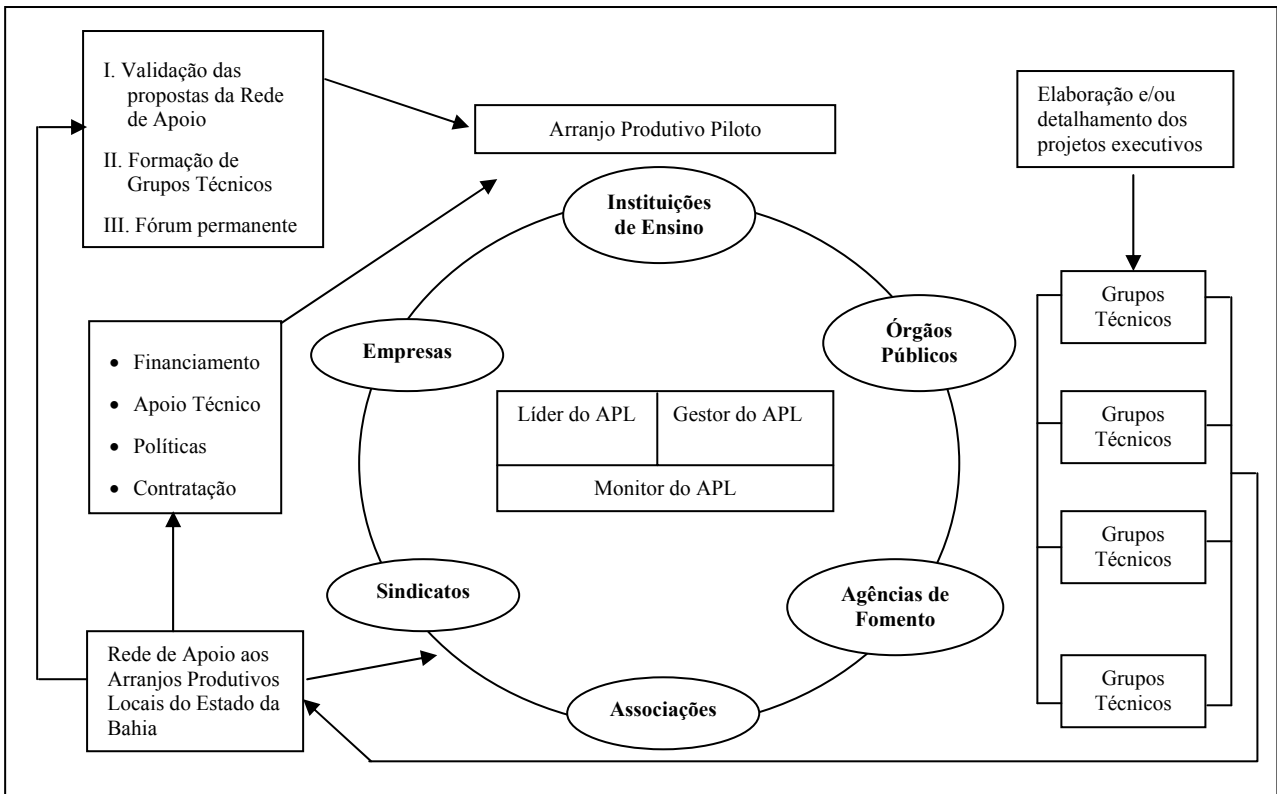 I. Validação das
propostas da Rede
de Apoio
II. Formação de
Grupos Técnicos
III. Fórum permanente
Arranjo Produtivo Piloto
Elaboração e/ou
detalhamento dos
projetos executivos
Instituições
de Ensino
Empresas
Órgãos
Públicos
• Financiamento
• Apoio Técnico
• Políticas
• Contratação
Líder do APL
Gestor do APL
Monitor do APL
Grupos
Técnicos
Grupos
Técnicos
Grupos
Técnicos
Grupos
Técnicos
Sindicatos
Agências de
Fomento
Associações
Rede de Apoio aos
Arranjos Produtivos
Locais do Estado da
Bahia